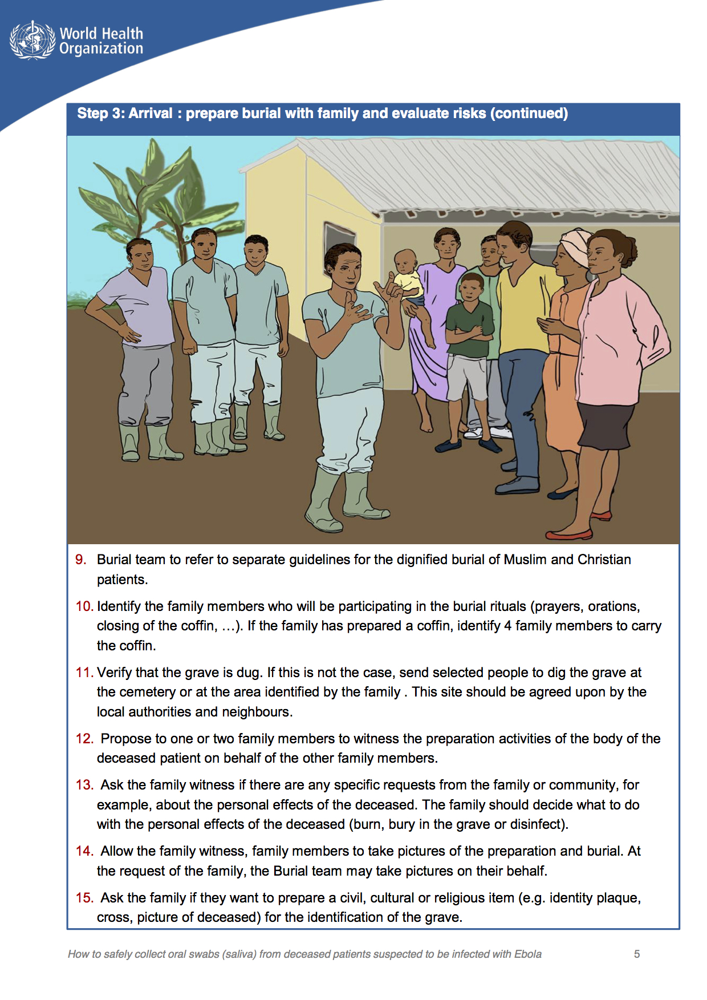 World Health
Organization
Step 3: Arrival : prepare burial with family and evaluate risks (continued)
9. Burial team to refer to separate guidelines for the dignified burial of Muslim and Christian
patients.
10. Identify the family members who will be participating in the burial rituals (prayers, orations,
closing of the coffin, …). If the family has prepared a coffin, identify 4 family members to carry
the coffin.
11. Verify that the grave is dug. If this is not the case, send selected people to dig the grave at
the cemetery or at the area identified by the family . This site should be agreed upon by the
local authorities and neighbours.
12. Propose to one or two family members to witness the preparation activities of the body of the
deceased patient on behalf of the other family members.
13. Ask the family witness if there are any specific requests from the family or community, for
example, about the personal effects of the deceased. The family should decide what to do
with the personal effects of the deceased (burn, bury in the grave or disinfect).
14. Allow the family witness, family members to take pictures of the preparation and burial. At
the request of the family, the Burial team may take pictures on their behalf.
15. Ask the family if they want to prepare a civil, cultural or religious item (e.g. identity plaque,
cross, picture of deceased) for the identification of the grave.
How to safely collect oral swabs (saliva) from deceased patients suspected to be infected with Ebola 5